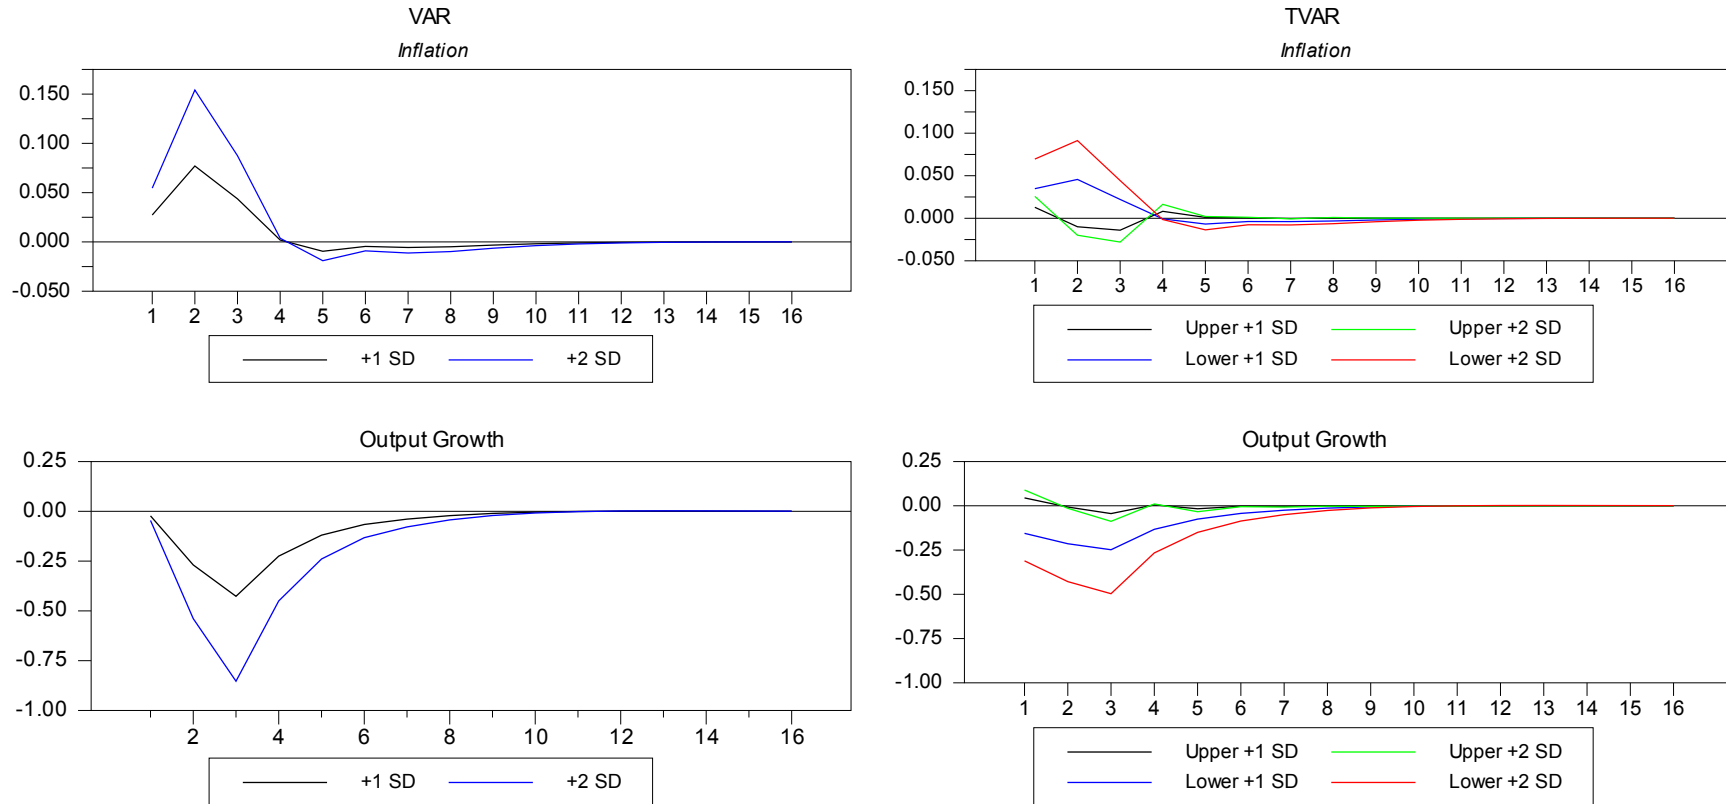 VAR
Inflation
0.150
0.100
0.050
0.000
-0.050
1 2 3 4 5 6 7 8 9 10 11 12 13 14 15 16
+1 SD +2 SD
TVAR
Inflation
0.150
0.100
0.050
0.000
-0.050
1 2 3 4 5 6 7 8 9 10 11 12 13 14 15 16
Upper +1 SD Upper +2 SD
Lower +1 SD Lower +2 SD
Output Growth
0.25
0.00
-0.25
-0.50
-0.75
-1.00
2 4 6 8 10 12 14 16
+1 SD +2 SD
Output Growth
0.25
0.00
-0.25
-0.50
-0.75
-1.00
1 2 3 4 5 6 7 8 9 10 11 12 13 14 15 16
Upper +1 SD Upper +2 SD
Lower +1 SD Lower +2 SD